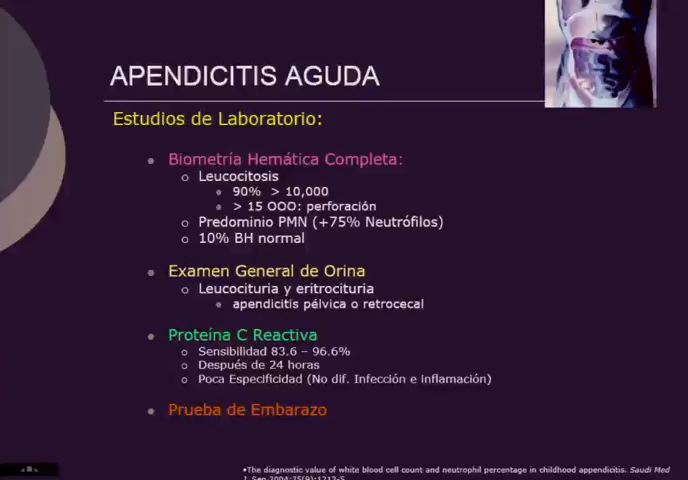 APENDICITIS AGUDA
Estudios de Laboratorio:
Biometría Hemática Completa:
Leucocitosis
90% > 10,000
> 15 OOO: perforación
Predominio PMN (+75% Neutrófilos)
10% BH normal
Examen General de Orina
Leucocituria y eritrocituria
apendicitis pélvica o retrocecal
Proteína C Reactiva
Sensibilidad 83.6 – 96.6%
Después de 24 horas
Poca Especificidad (No dif. Infección e inflamación)
Prueba de Embarazo
•The diagnostic value of white blood cell count and neutrophil percentage in childhood appendicitis. Saudi Med